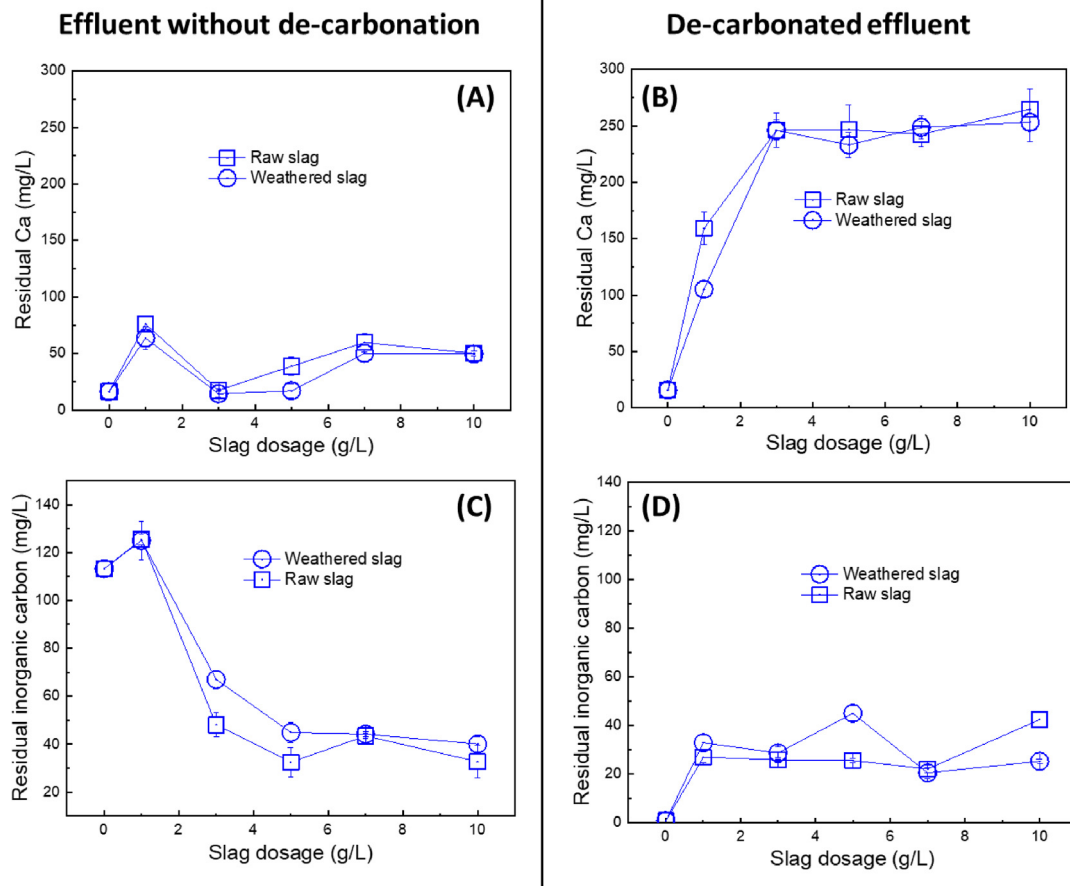 Effluent without de-carbonation
De-carbonated effluent
(A)
Residual Ca (mg/L)
300
250
200
150
100
50
0
Raw slag
Weathered slag
0 2 4 6 8 10
Slag dosage (g/L)
(B)
Residual Ca (mg/L)
300
250
200
150
100
50
0
Raw slag
Weathered slag
0 2 4 6 8 10
Slag dosage (g/L)
(C)
Residual inorganic carbon (mg/L)
140
120
100
80
60
40
20
Weathered slag
Raw slag
0 2 4 6 8 10
Slag dosage (g/L)
(D)
Residual inorganic carbon (mg/L)
140
120
100
80
60
40
20
0
Weathered slag
Raw slag
0 2 4 6 8 10
Slag dosage (g/L)